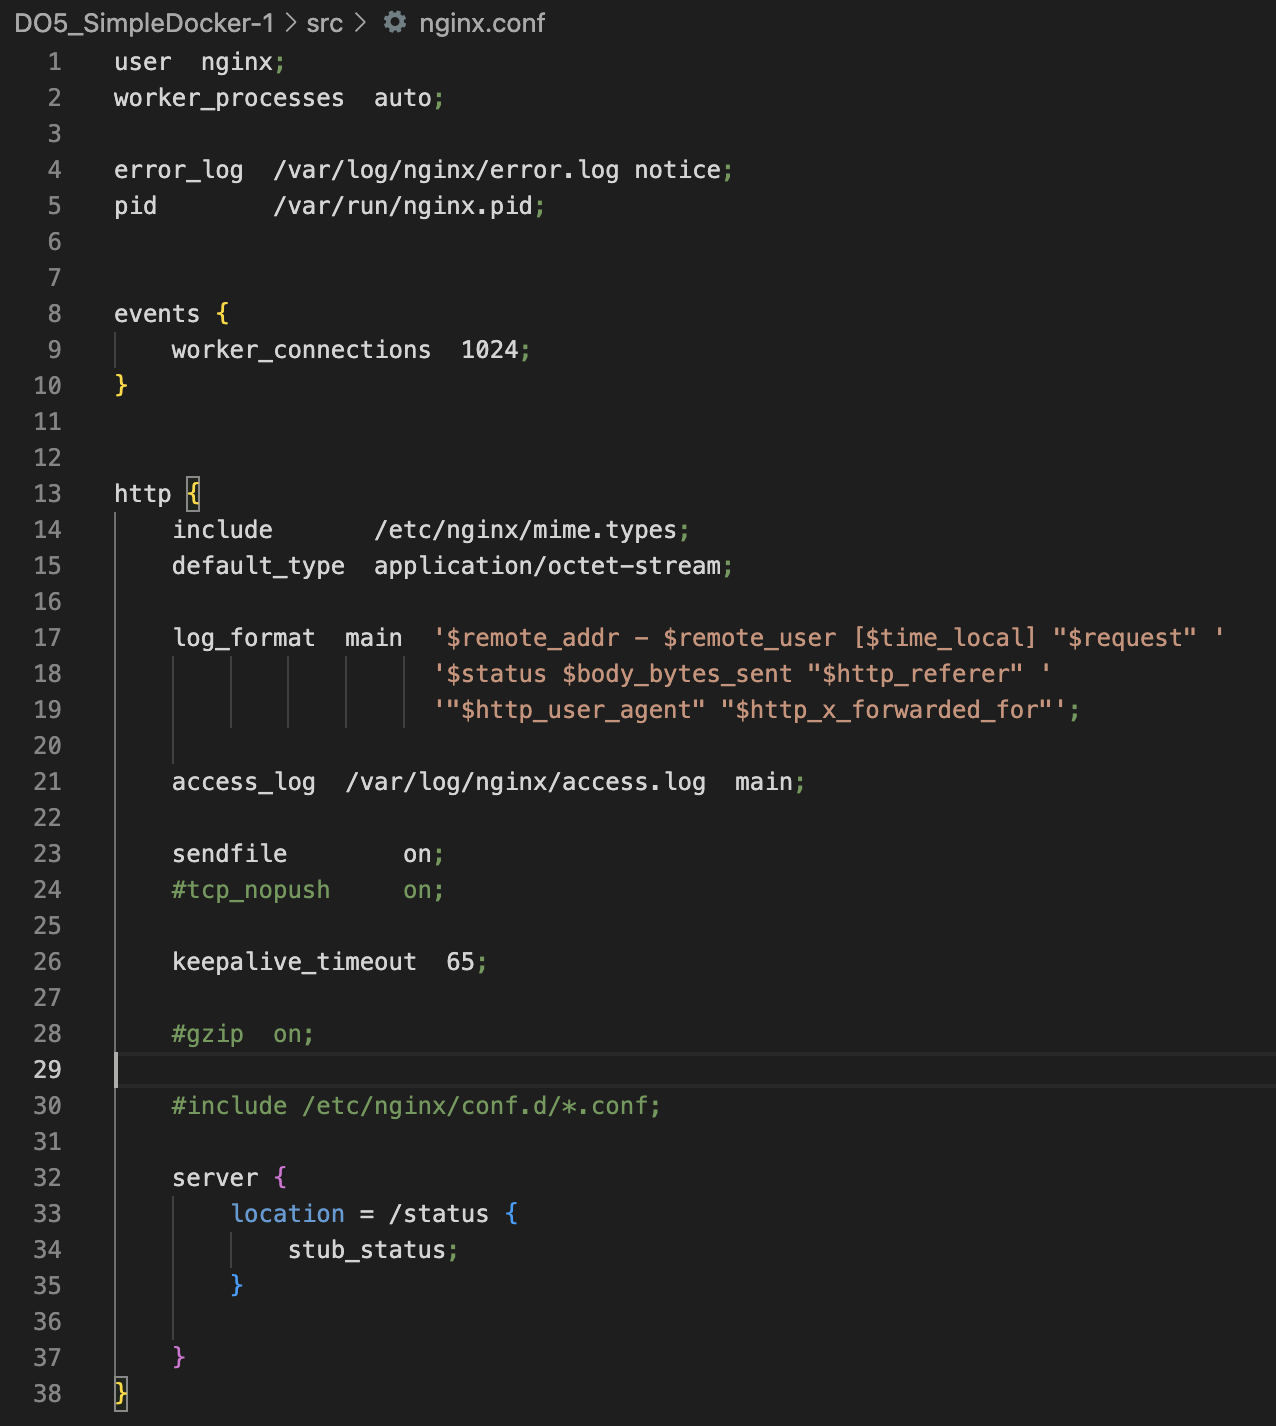 DO5_SimpleDocker-1 > src > nginx.conf
1 user  nginx;
2 worker_processes  auto;
3
4 error_log  /var/log/nginx/error.log notice;
5 pid        /var/run/nginx.pid;
6
7
8 events {
9     worker_connections  1024;
10 }
11
12
13 http {
14     include       /etc/nginx/mime.types;
15     default_type  application/octet-stream;
16
17     log_format  main  '$remote_addr - $remote_user [$time_local] "$request" '
18                       '$status $body_bytes_sent "$http_referer" '
19                       '"$http_user_agent" "$http_x_forwarded_for"';
20
21     access_log  /var/log/nginx/access.log  main;
22
23     sendfile        on;
24     #tcp_nopush     on;
25
26     keepalive_timeout  65;
27
28     #gzip  on;
29
30     #include /etc/nginx/conf.d/*.conf;
31
32     server {
33         location = /status {
34             stub_status;
35         }
36
37     }
38 }